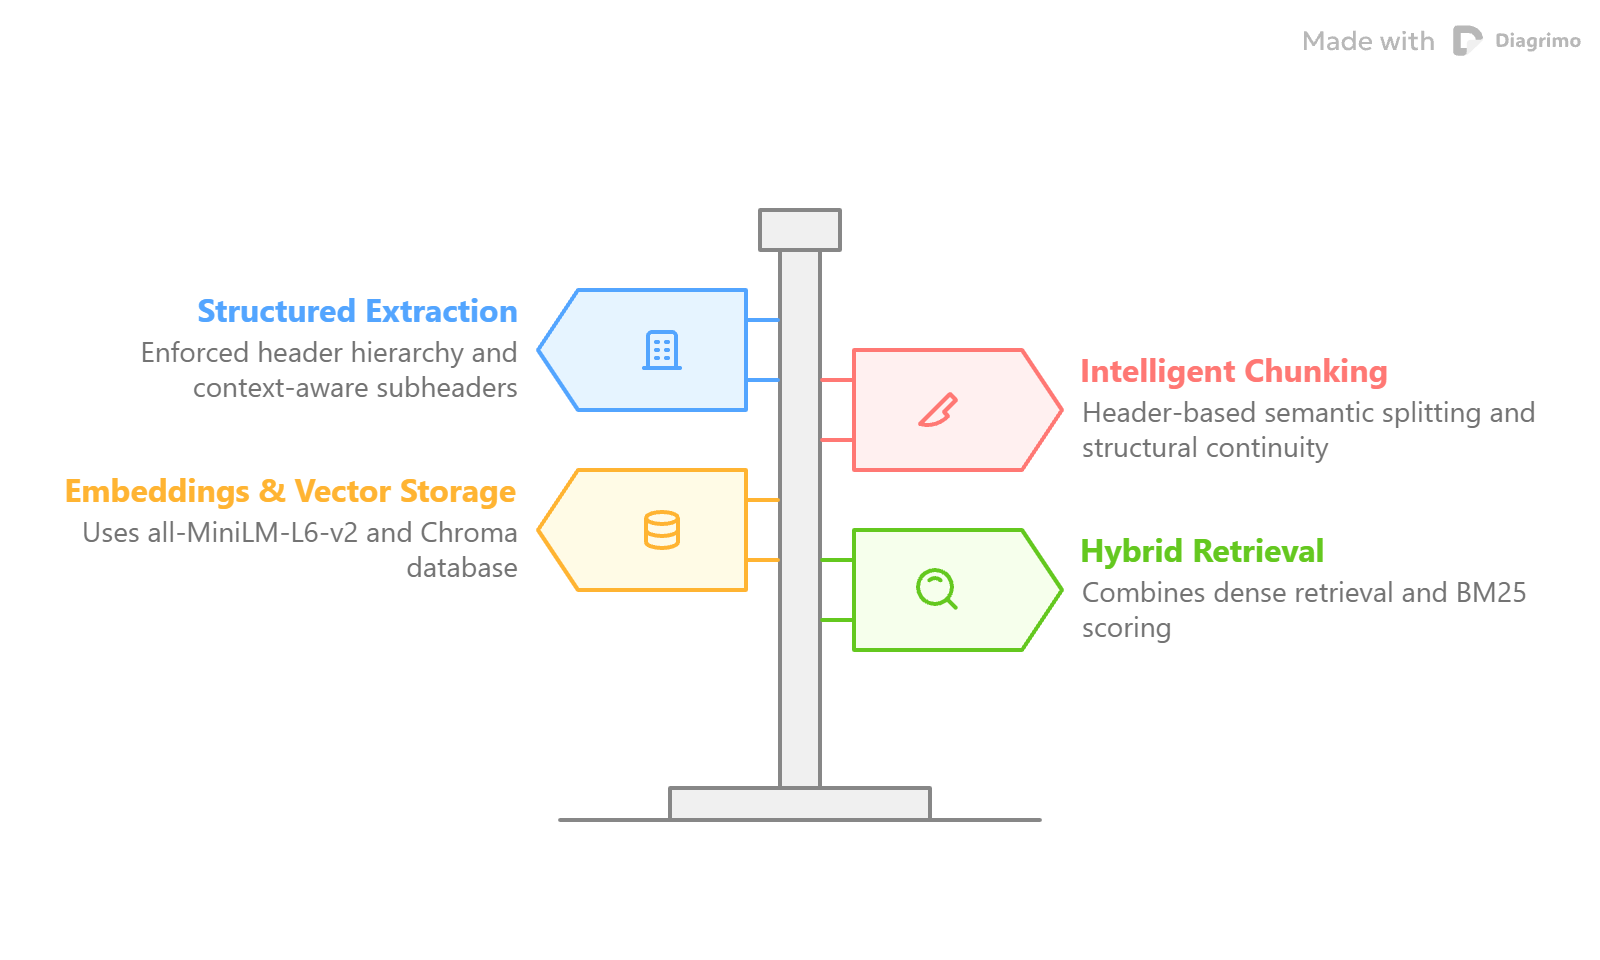 Made with Diagrimo
Structured Extraction
Enforced header hierarchy and
context-aware subheaders
Intelligent Chunking
Header-based semantic splitting and
structural continuity
Embeddings & Vector Storage
Uses all-MiniLM-L6-v2 and Chroma
database
Hybrid Retrieval
Combines dense retrieval and BM25
scoring